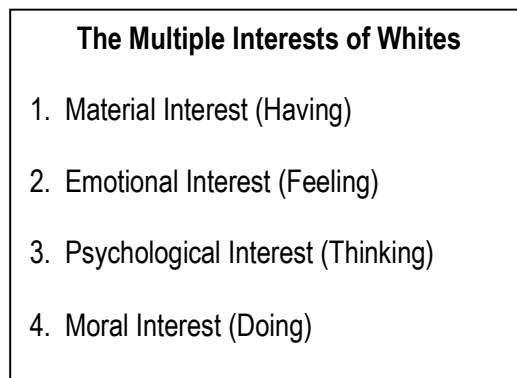 The Multiple Interests of Whites
1. Material Interest (Having)
2. Emotional Interest (Feeling)
3. Psychological Interest (Thinking)
4. Moral Interest (Doing)